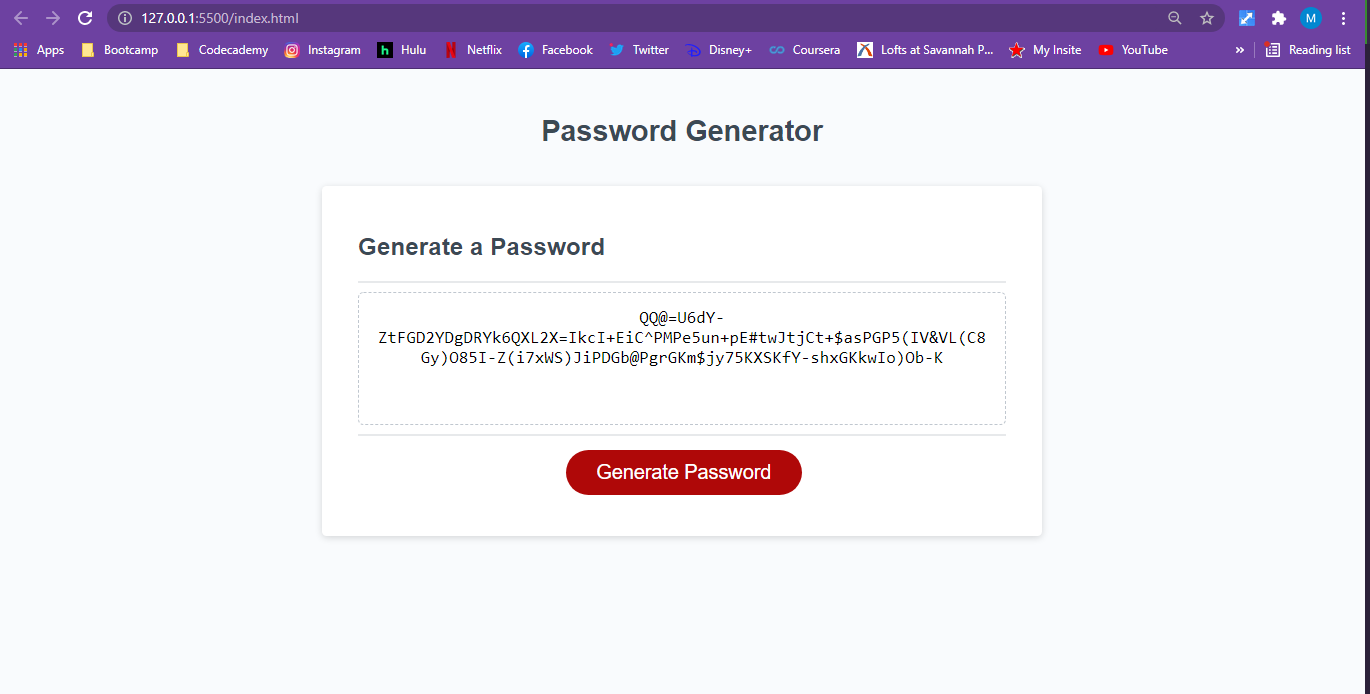 127.0.0.1:5500/index.html
M
Apps Bootcamp Codecademy Instagram h Hulu Netflix Facebook Twitter Disney+ Coursera Lofts at Savannah P... My Insite YouTube » Reading list
Password Generator
Generate a Password
QQ@=U6dY-
ZtFGD2YDgDRYk6QXL2X=IkcI+EiC^PMPe5un+pE#twJtjCt+$asPGP5(IV&VL(C8
Gy)O85I-Z(i7xWS)JiPDGb@PgrGKm$jy75KXSKfY-shxGKkwIo)Ob-K
Generate Password